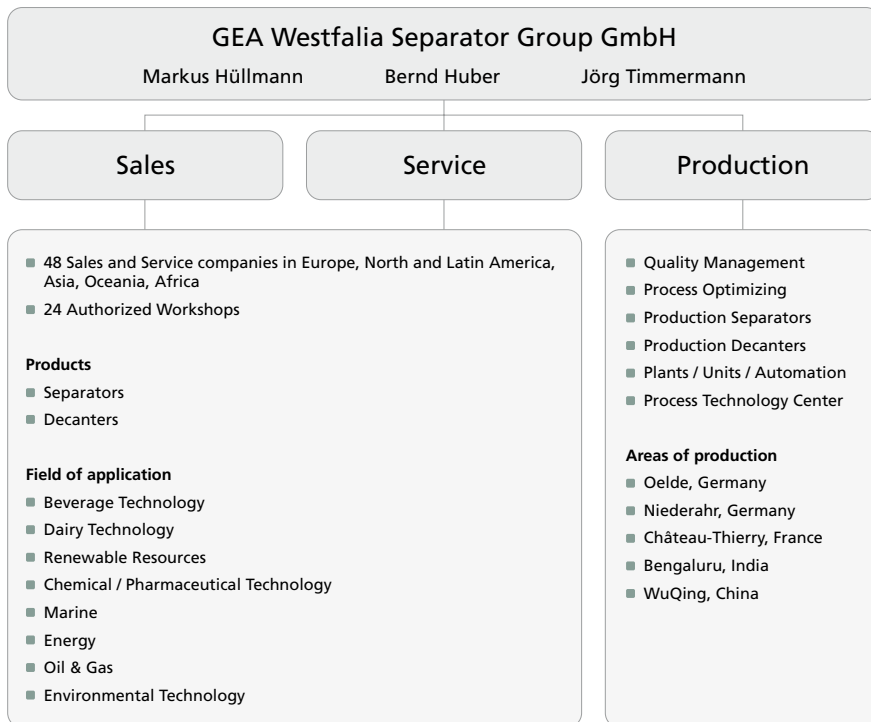 GEA Westfalia Separator Group GmbH
Markus Hüllmann Bernd Huber Jörg Timmermann
Sales
Service
Production
48 Sales and Service companies in Europe, North and Latin America,
Asia, Oceania, Africa
24 Authorized Workshops
Products
Separators
Decanters
Field of application
Beverage Technology
Dairy Technology
Renewable Resources
Chemical / Pharmaceutical Technology
Marine
Energy
Oil & Gas
Environmental Technology
Quality Management
Process Optimizing
Production Separators
Production Decanters
Plants / Units / Automation
Process Technology Center
Areas of production
Oelde, Germany
Niederahr, Germany
Château-Thierry, France
Bengaluru, India
WuQing, China